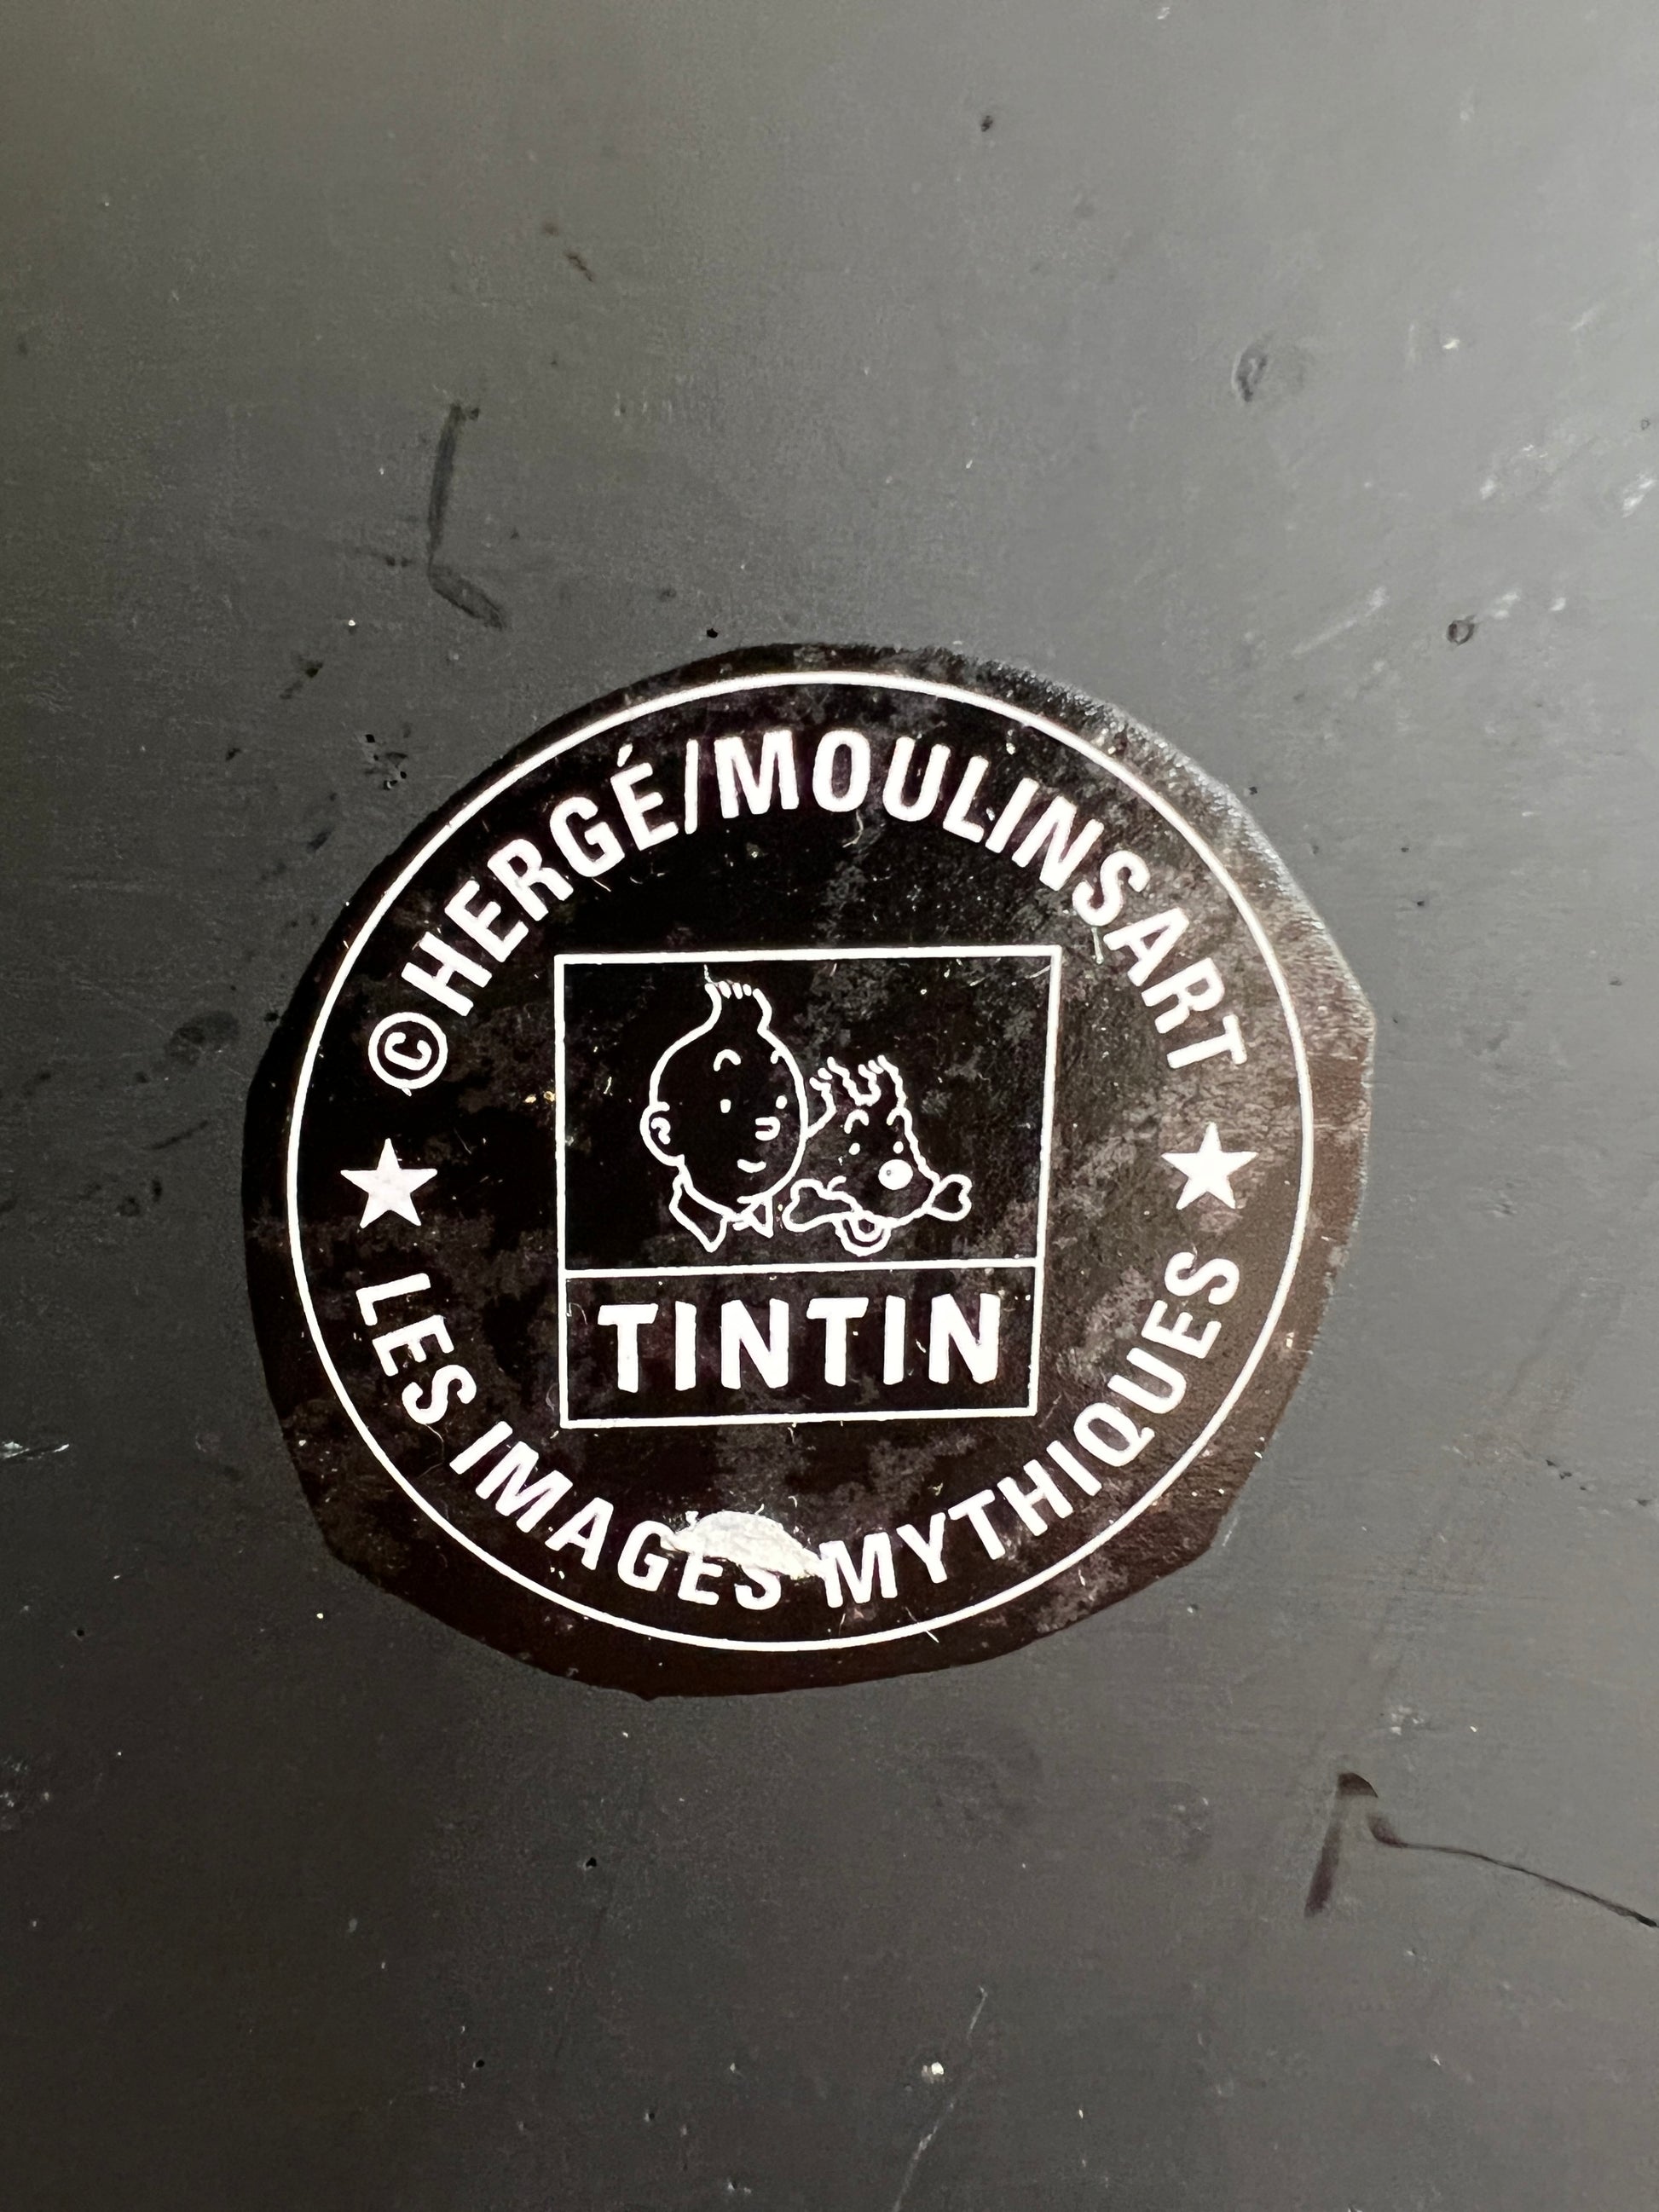 ©HERGÉ/MOULINSART
TINTIN
★ LES IMAGES MYTHIQUES ★